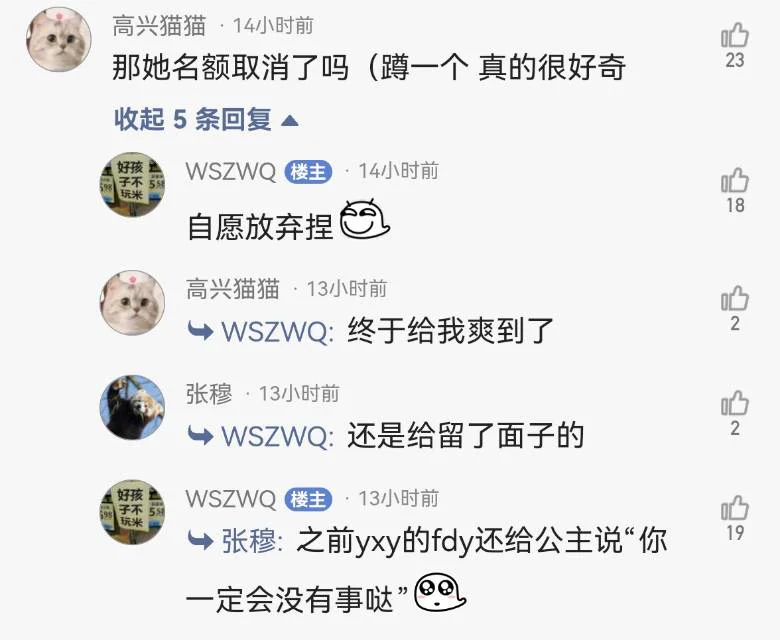 高兴猫猫 · 14小时前
23
那她名额取消了吗（蹲一个 真的很好奇
收起 5 条回复
WSZWQ 楼主 · 14小时前
18
自愿放弃捏
高兴猫猫 · 13小时前
2
WSZWQ: 终于给我爽到了
张穆 · 13小时前
2
WSZWQ: 还是给留了面子的
WSZWQ 楼主 · 13小时前
19
张穆: 之前yxy的fdy还给公主说“你
一定会没有事哒”
好孩
子不
玩米